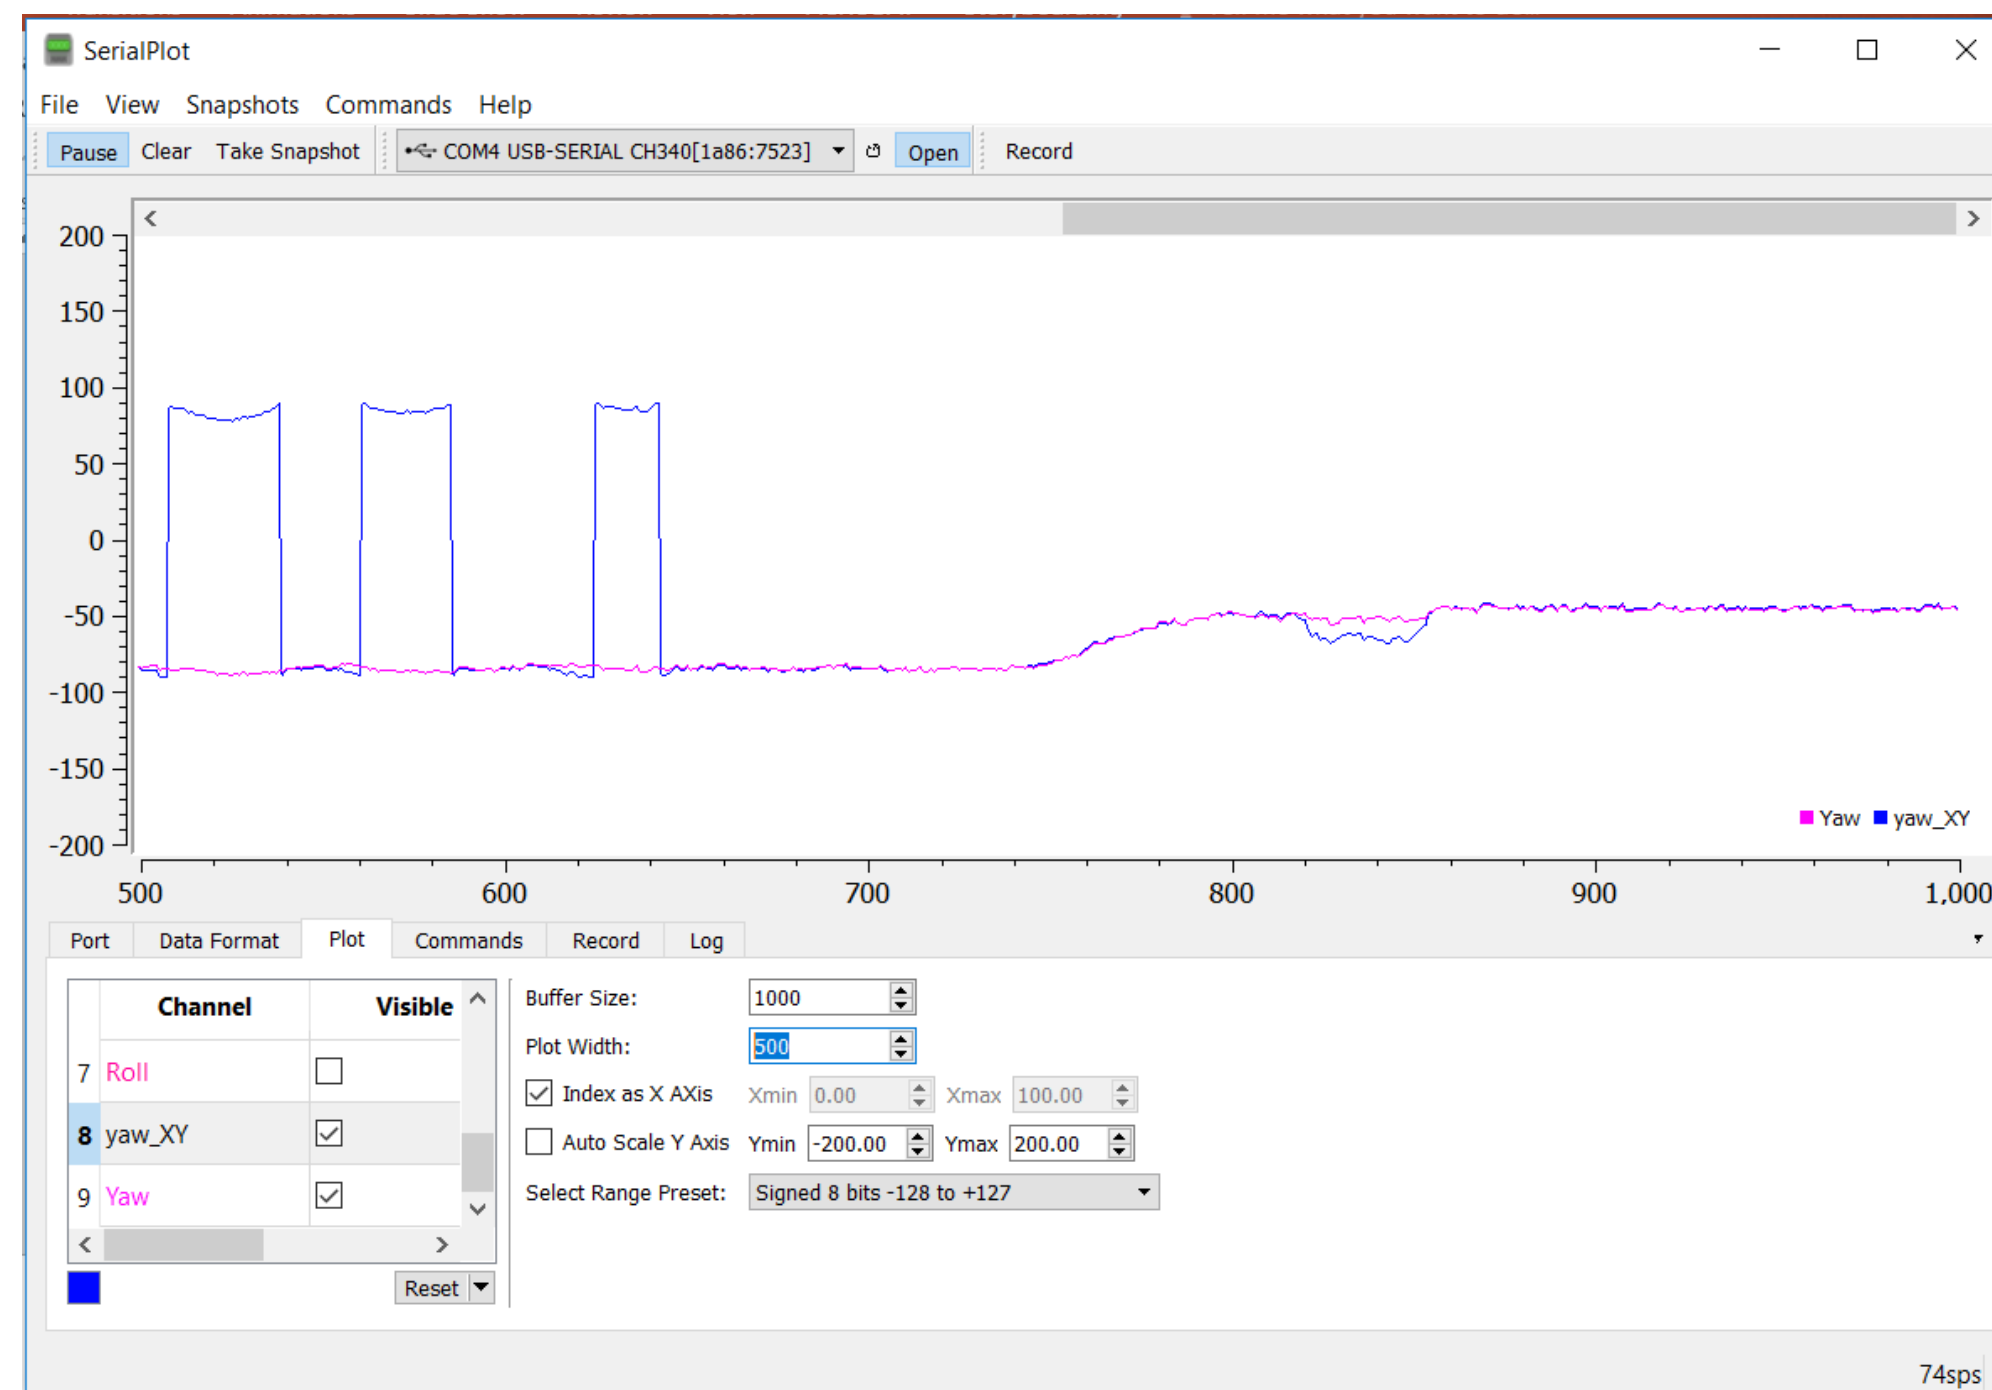 SerialPlot
File View Snapshots Commands Help
Pause Clear Take Snapshot COM4 USB-SERIAL CH340[1a86:7523] Open Record
200
150
100
50
0
-50
-100
-150
-200
Yaw yaw_XY
500 600 700 800 900 1,000
Port Data Format Plot Commands Record Log
Channel Visible
7 Roll
8 yaw_XY
9 Yaw
Reset
Buffer Size: 1000
Plot Width: 500
Index as X AXis Xmin 0.00 Xmax 100.00
Auto Scale Y Axis Ymin -200.00 Ymax 200.00
Select Range Preset: Signed 8 bits -128 to +127
74sps